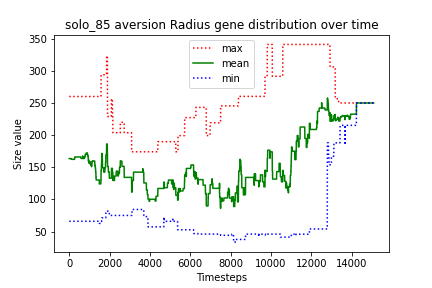 solo_85 aversion Radius gene distribution over time
max
mean
min
Size value
350
300
250
200
150
100
50
0
2000
4000
6000
8000
10000
12000
14000
Timesteps